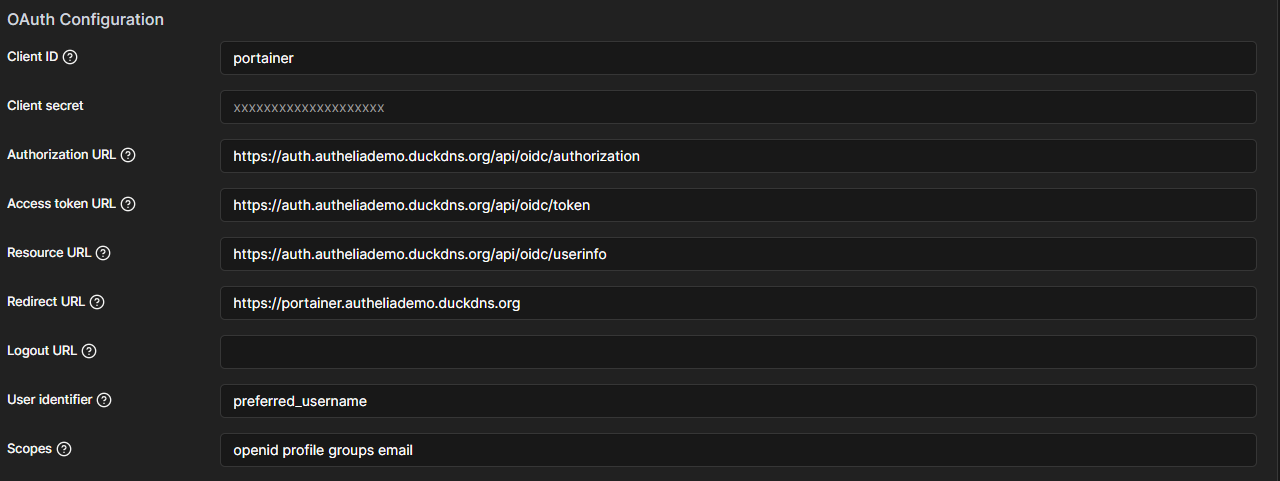 OAuth Configuration
Client ID portainer
Client secret xxxxxxxxxxxxxxxxxxxx
Authorization URL https://auth.autheliademo.duckdns.org/api/oidc/authorization
Access token URL https://auth.autheliademo.duckdns.org/api/oidc/token
Resource URL https://auth.autheliademo.duckdns.org/api/oidc/userinfo
Redirect URL https://portainer.autheliademo.duckdns.org
Logout URL
User identifier preferred_username
Scopes openid profile groups email